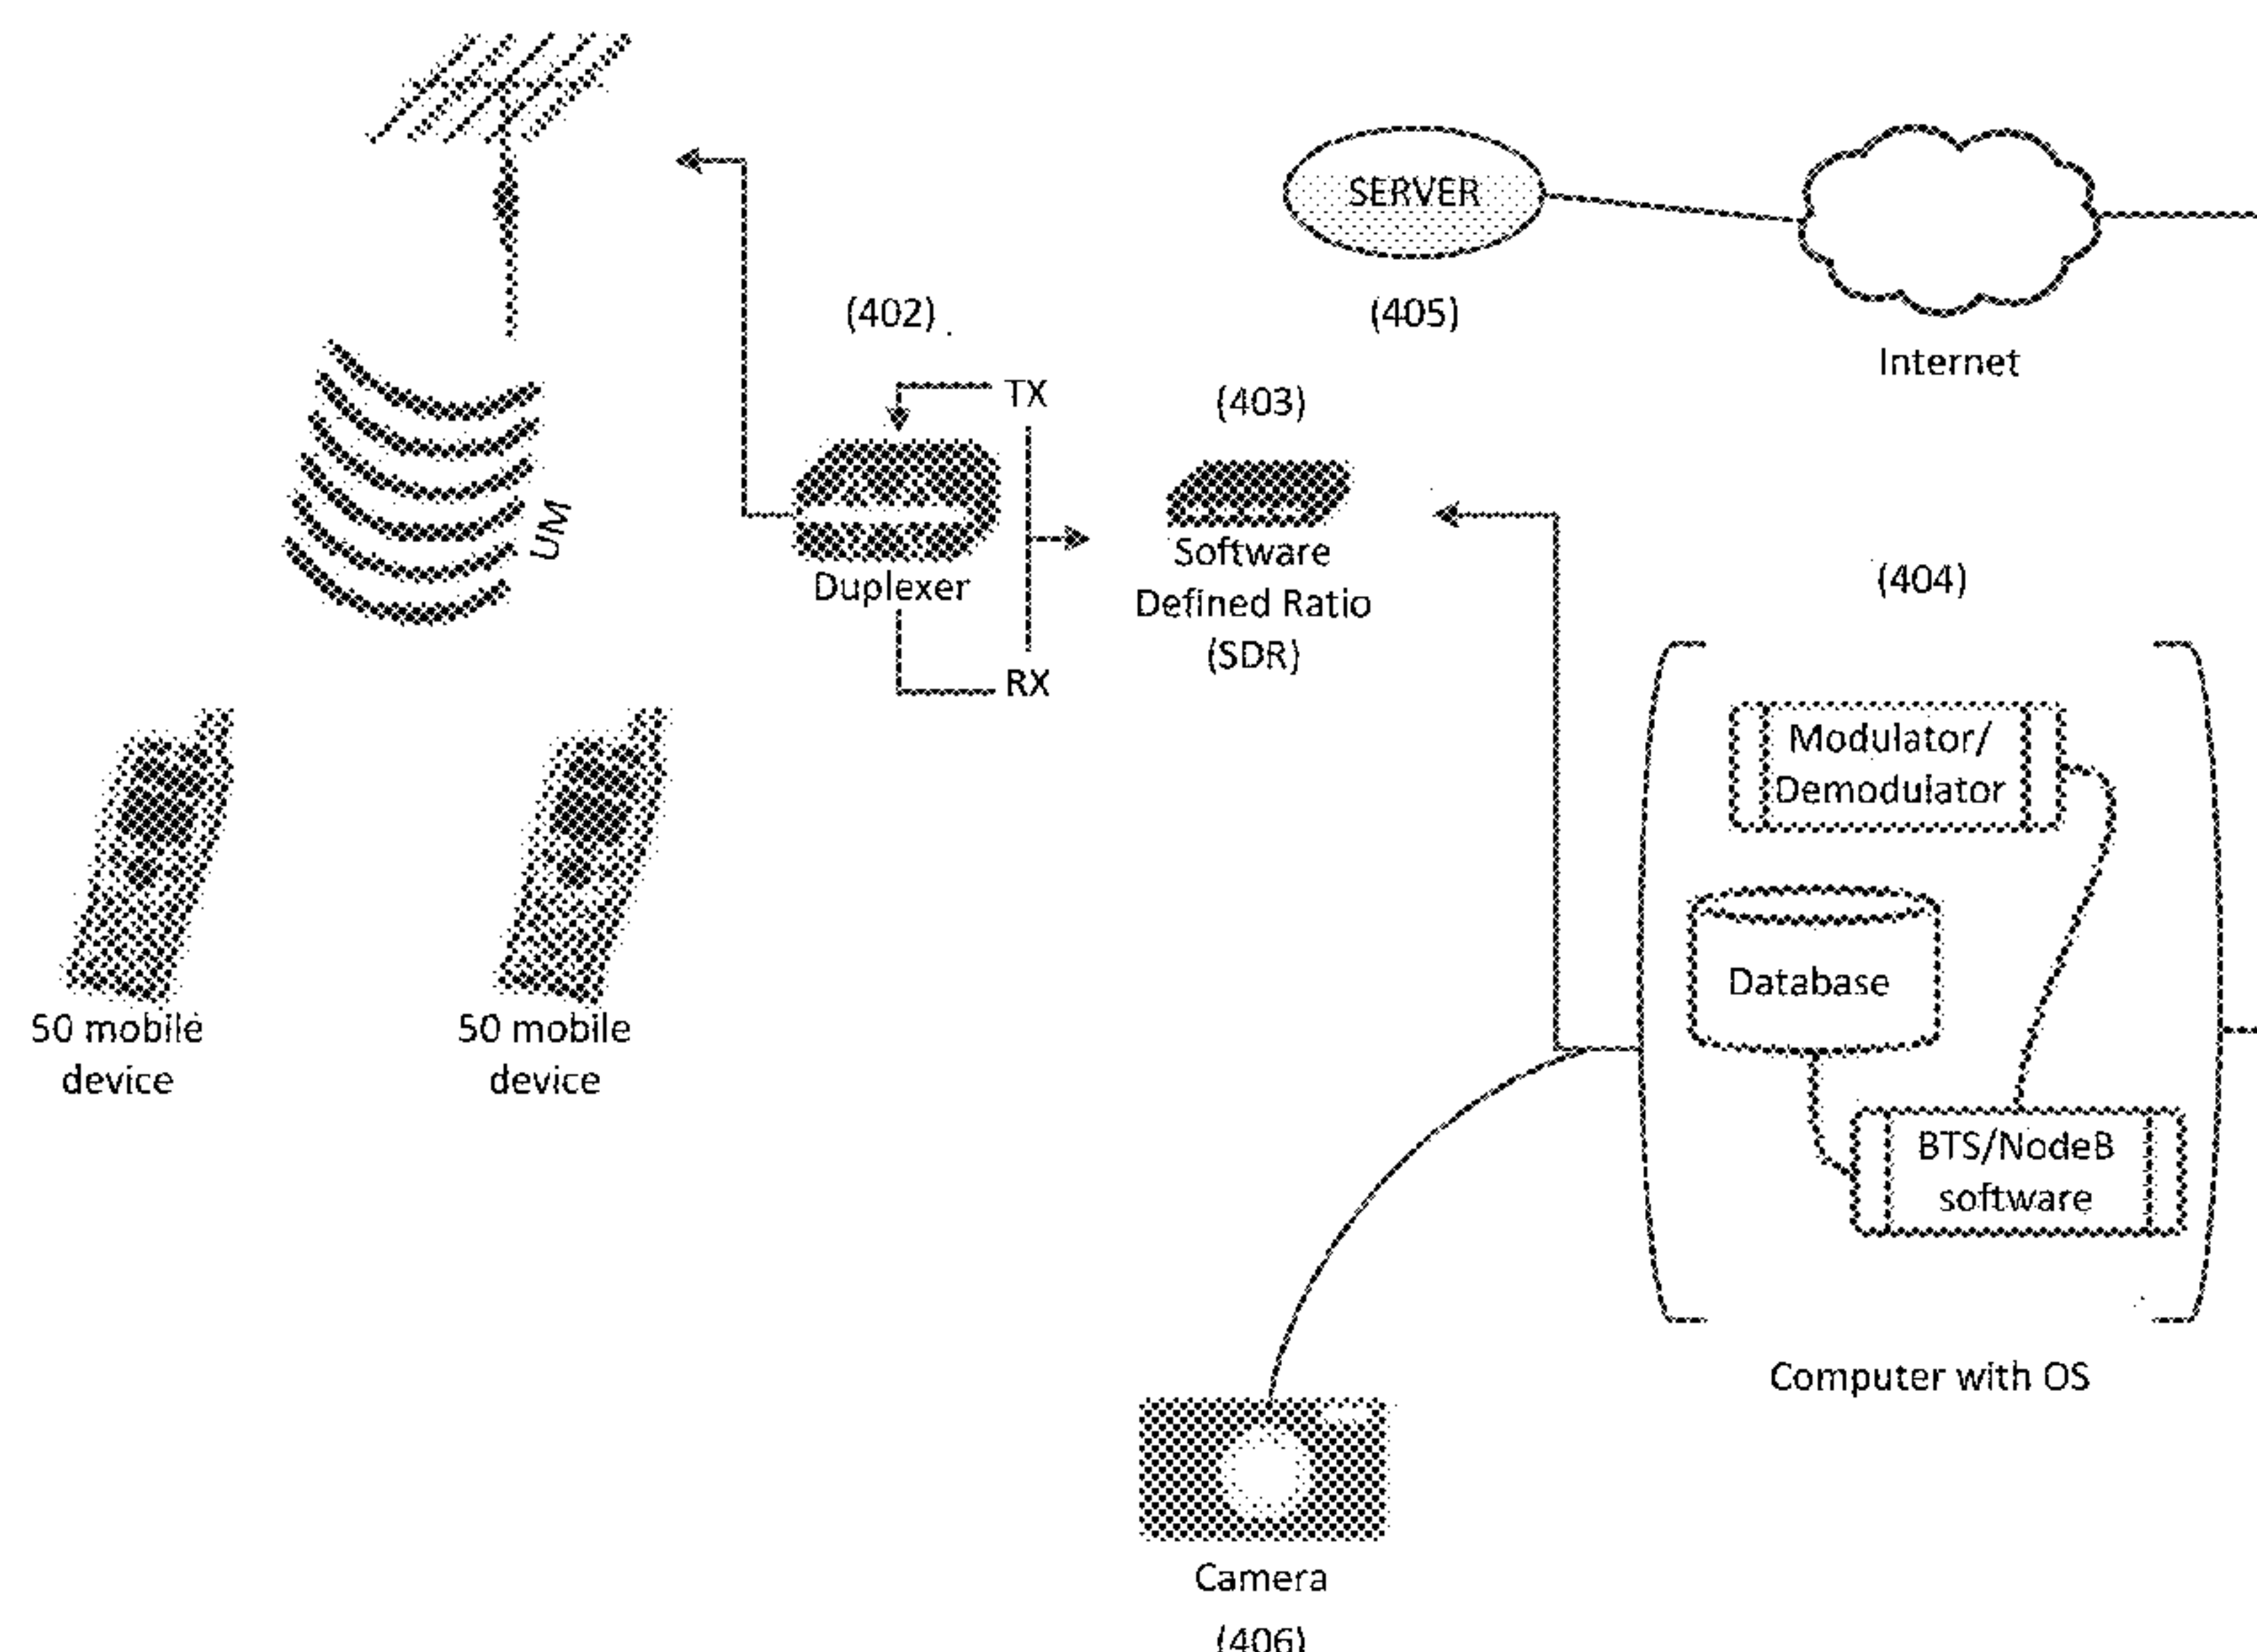 SERVER
(402)
(405)
Internet
TX
(403)
UM
Duplexer
Software
Defined Ratio
(SDR)
RX
(404)
Modulator/
Demodulator
Database
50 mobile
device
50 mobile
device
BTS/NodeB
software
Computer with OS
Camera
(406)